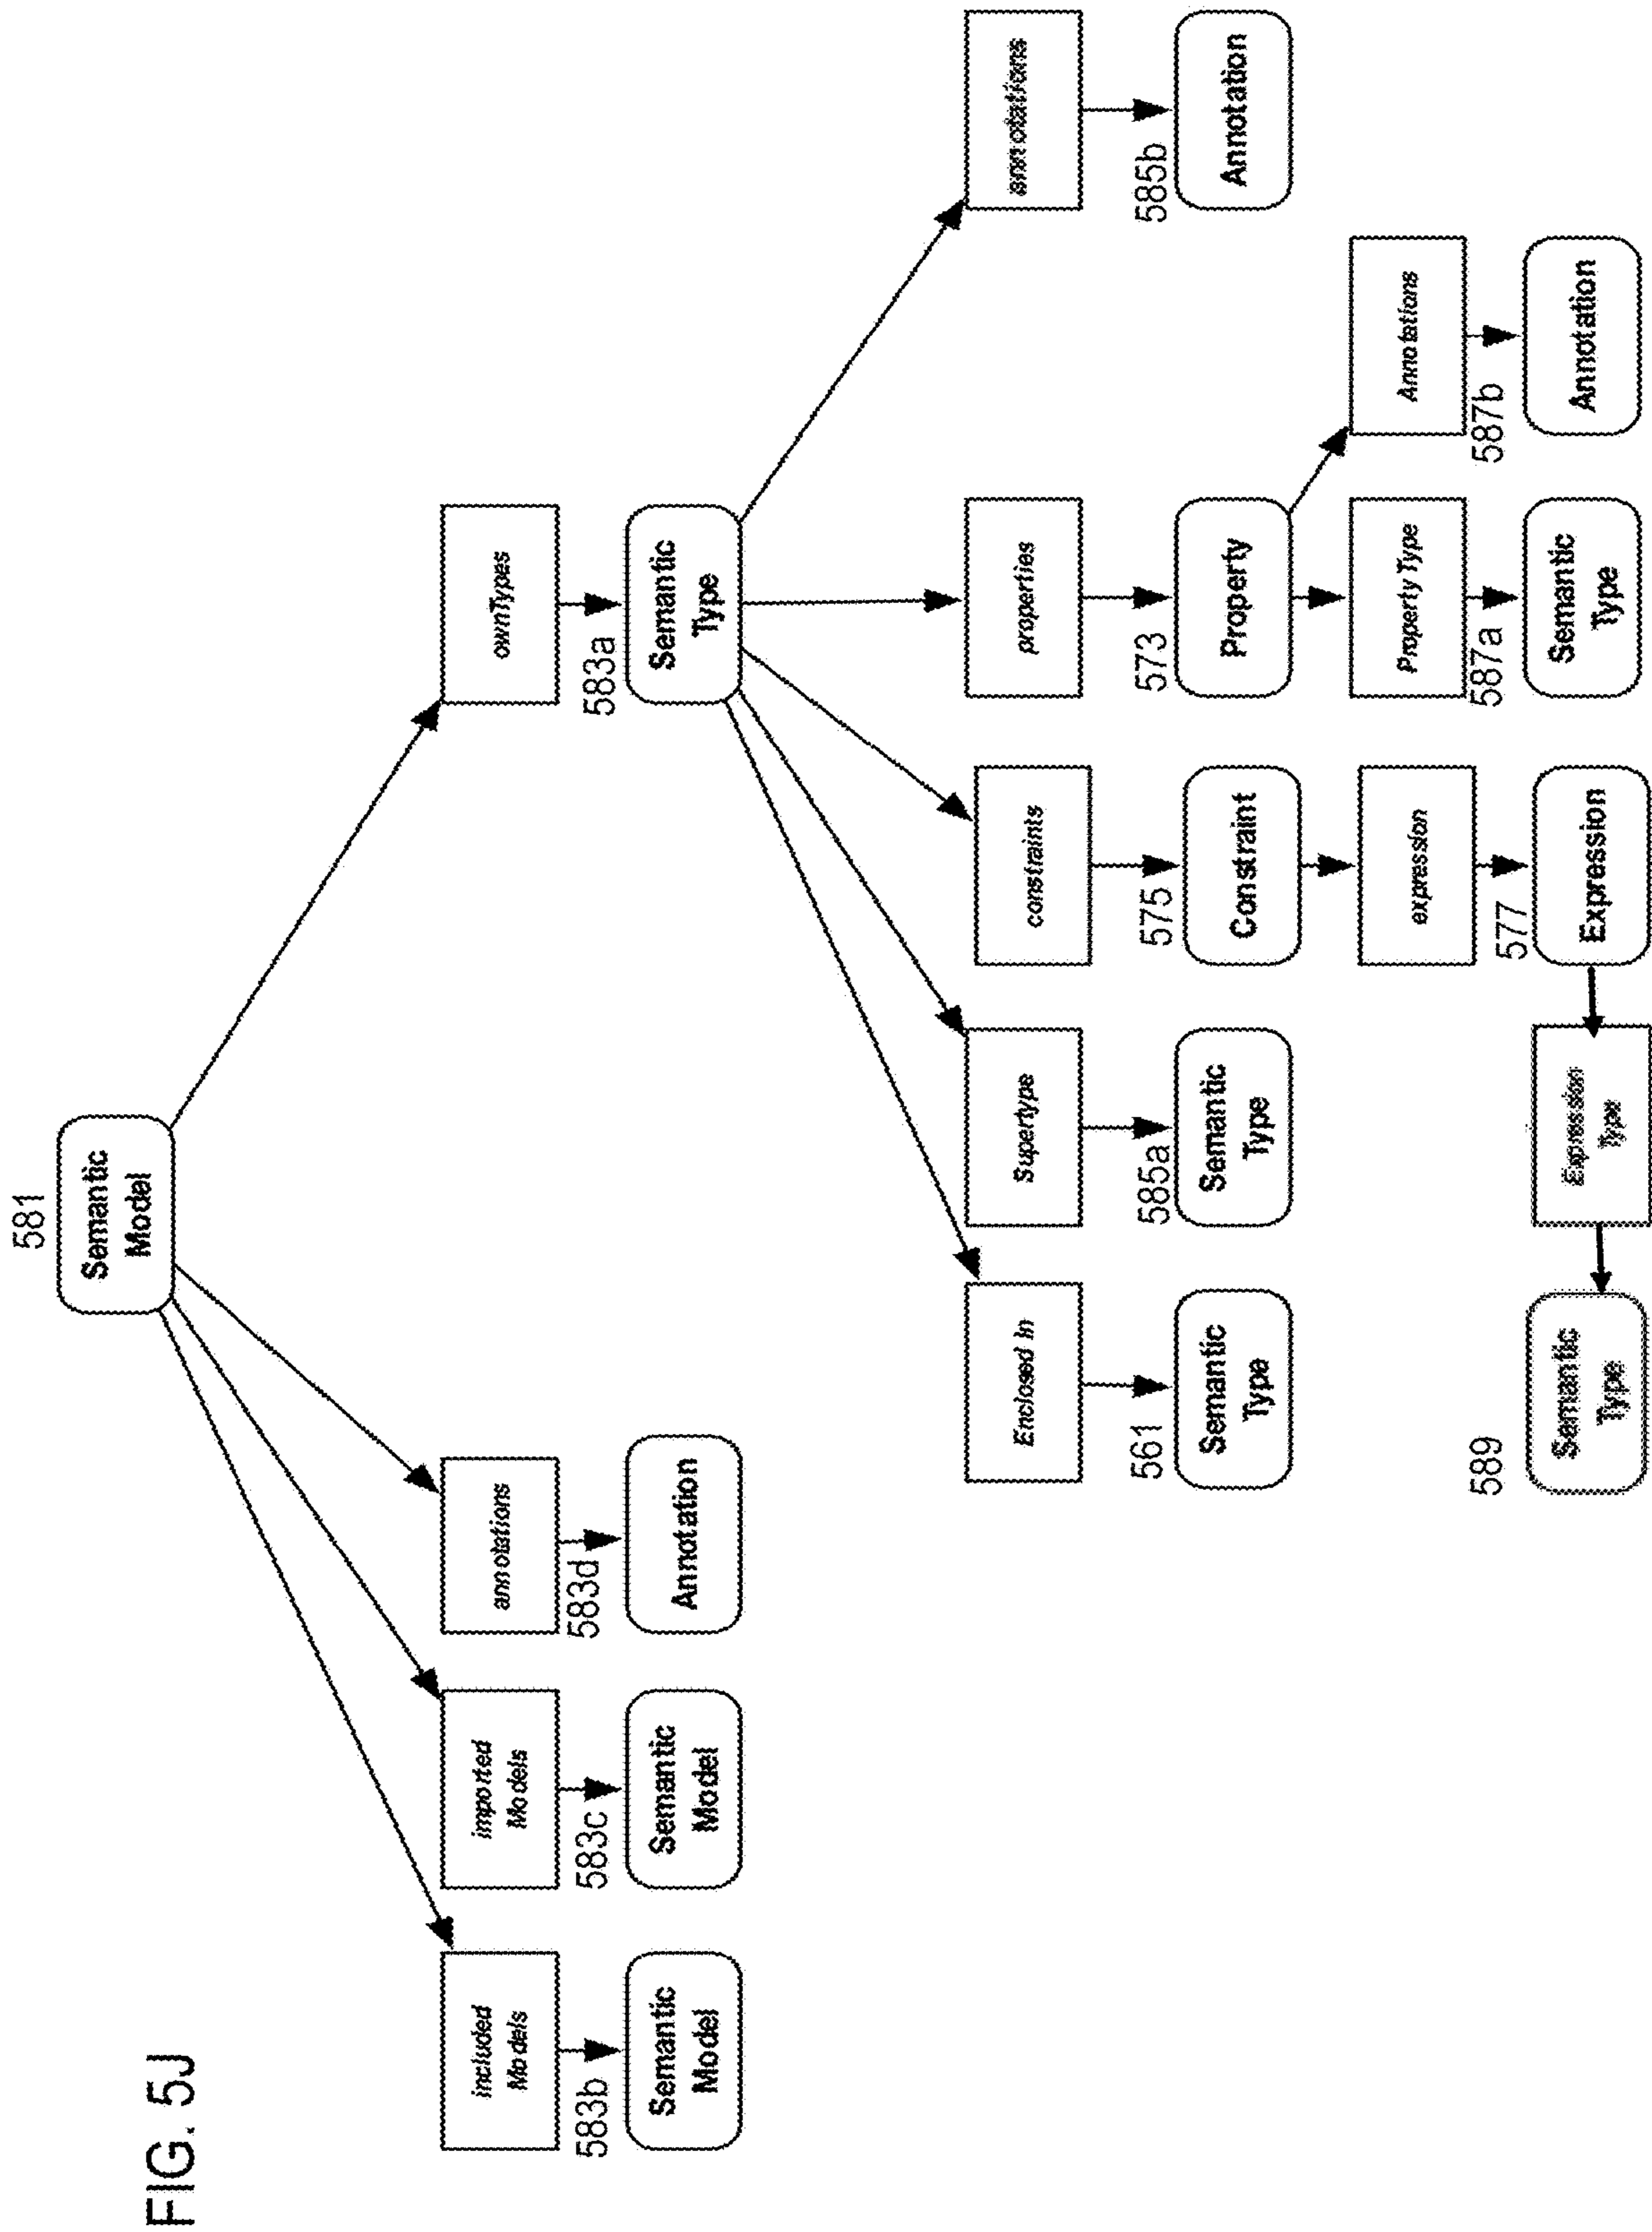 FIG. 5J
581
Semantic
Model
included
Models
imported
Models
annotations
ownTypes
583b
583c
583d
583a
Semantic
Model
Semantic
Model
Annotation
Semantic
Type
Enclosed In
Supertype
constraints
properties
annotations
561
585a
575
573
585b
Semantic
Type
Semantic
Type
Constraint
Property
Annotation
expression
Property Type
Annotations
589
577
587a
587b
Semantic
Type
Expression
Type
Expression
Semantic
Type
Annotation